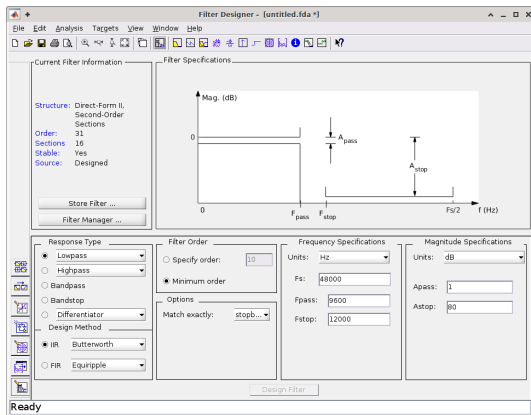 Filter Designer - [untitled.fda *]
File Edit Analysis Targets View Window Help
Current Filter Information
Structure: Direct-Form II,
Second-Order
Sections
Order: 31
Sections 16
Stable: Yes
Source: Designed
Store Filter ...
Filter Manager ...
Filter Specifications
Mag. (dB)
0
Apass
Astop
0 Fpass Fstop Fs/2 f (Hz)
Response Type
Lowpass
Highpass
Bandpass
Bandstop
Differentiator
Design Method
IIR Butterworth
FIR Equiripple
Filter Order
Specify order: 10
Minimum order
Options
Match exactly: stopb...
Frequency Specifications
Units: Hz
Fs: 48000
Fpass: 9600
Fstop: 12000
Magnitude Specifications
Units: dB
Apass: 1
Astop: 80
Design Filter
Ready